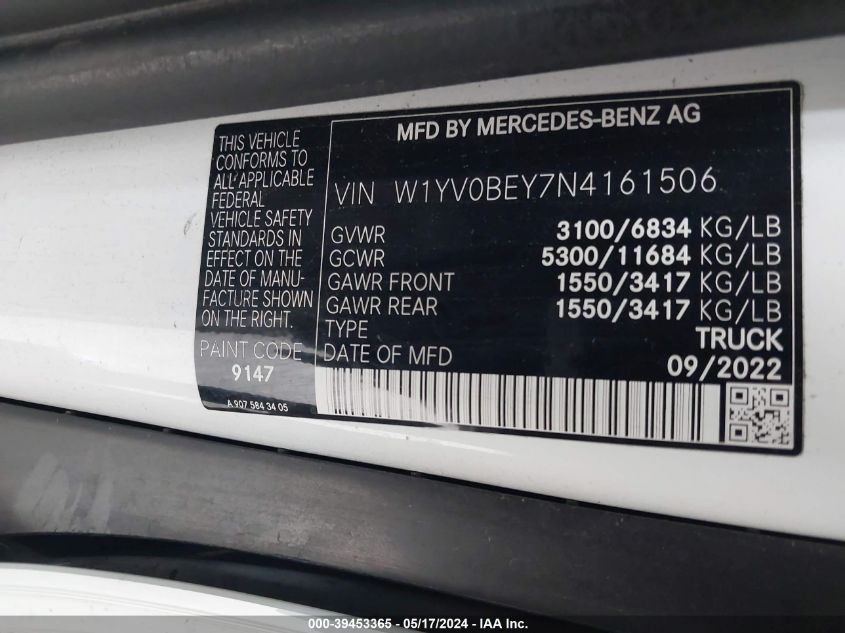 THIS VEHICLE
CONFORMS TO
ALL APPLICABLE
FEDERAL
VEHICLE SAFETY
STANDARDS IN
EFFECT ON THE
DATE OF MANU-
FACTURE SHOWN
ON THE RIGHT.
PAINT CODE
9147
A 907 584 34 05
MFD BY MERCEDES-BENZ AG
VIN W1YV0BEY7N4161506
GVWR 3100/6834 KG/LB
GCWR 5300/11684 KG/LB
GAWR FRONT 1550/3417 KG/LB
GAWR REAR 1550/3417 KG/LB
TYPE TRUCK
DATE OF MFD 09/2022
000-39453365 - 05/17/2024 - IAA Inc.